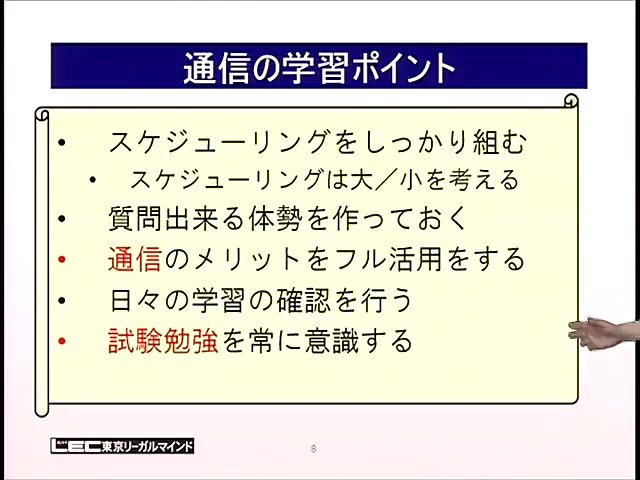 通信の学習ポイント
• スケジューリングをしっかり組む
• スケジューリングは大／小を考える
• 質問出来る体勢を作っておく
• 通信のメリットをフル活用をする
• 日々の学習の確認を行う
• 試験勉強を常に意識する
LEC東京リーガルマインド
8